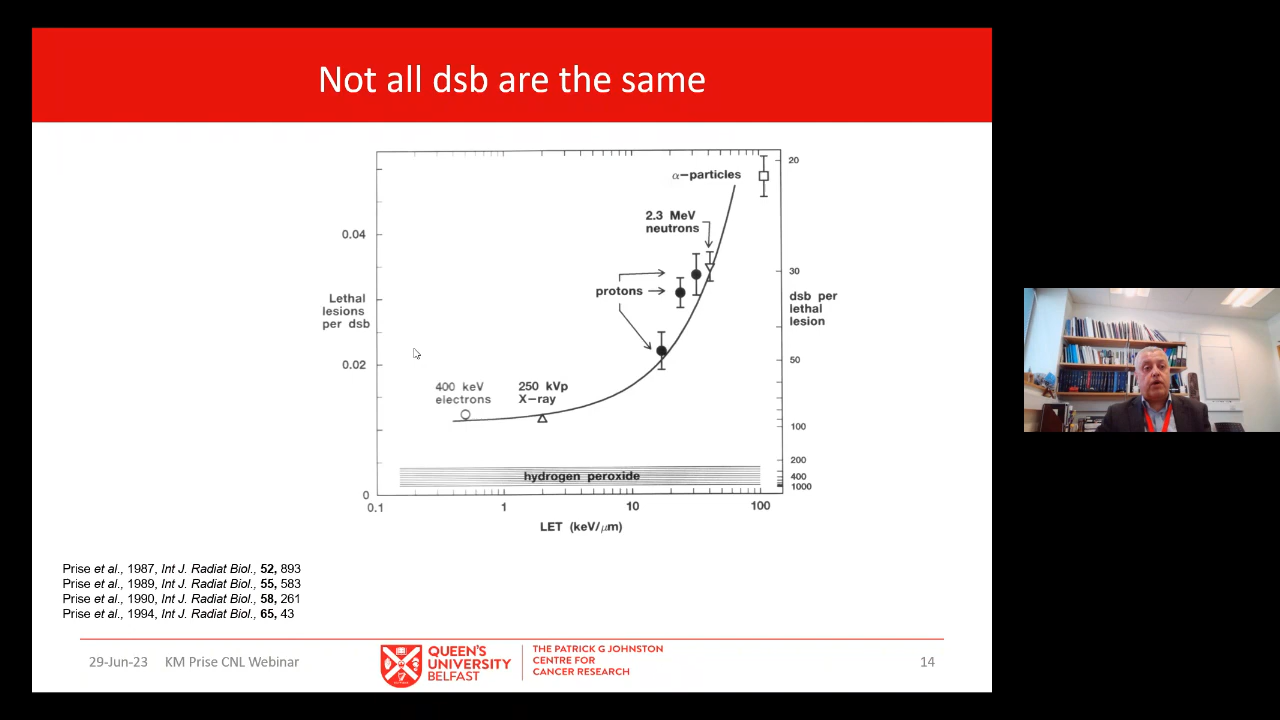 Not all dsb are the same
α–particles
20
2.3 MeV
neutrons
0.04
30
protons
Lethal
lesions
per dsb
dsb per
lethal
lesion
0.02
50
400 keV
electrons
250 kVp
X–ray
100
200
hydrogen peroxide
400
1000
0
0.1
1
10
100
LET (keV/μm)
Prise et al., 1987, Int J. Radiat Biol., 52, 893
Prise et al., 1989, Int J. Radiat Biol., 55, 583
Prise et al., 1990, Int J. Radiat Biol., 58, 261
Prise et al., 1994, Int J. Radiat Biol., 65, 43
29-Jun-23 KM Prise CNL Webinar
QUEEN'S
UNIVERSITY
BELFAST
THE PATRICK G JOHNSTON
CENTRE FOR
CANCER RESEARCH
14